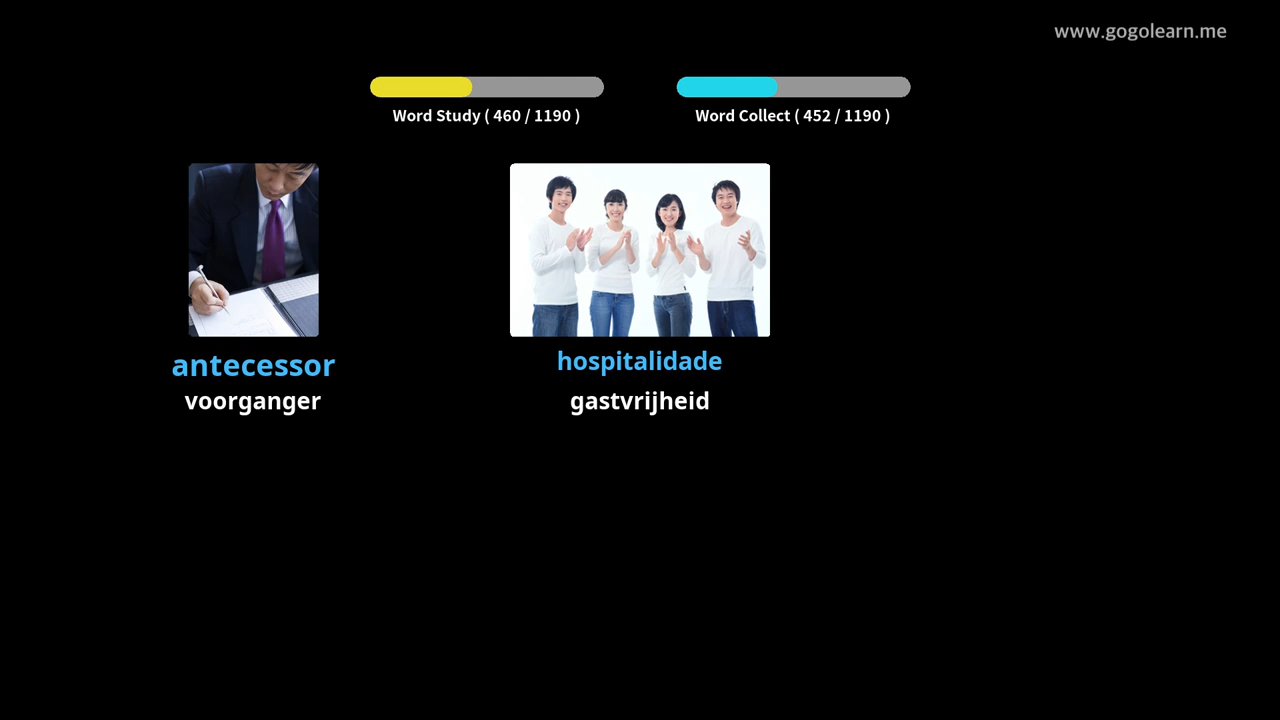 www.gogolearn.me
Word Study ( 460 / 1190 )
Word Collect ( 452 / 1190 )
antecessor
voorganger
hospitalidade
gastvrijheid